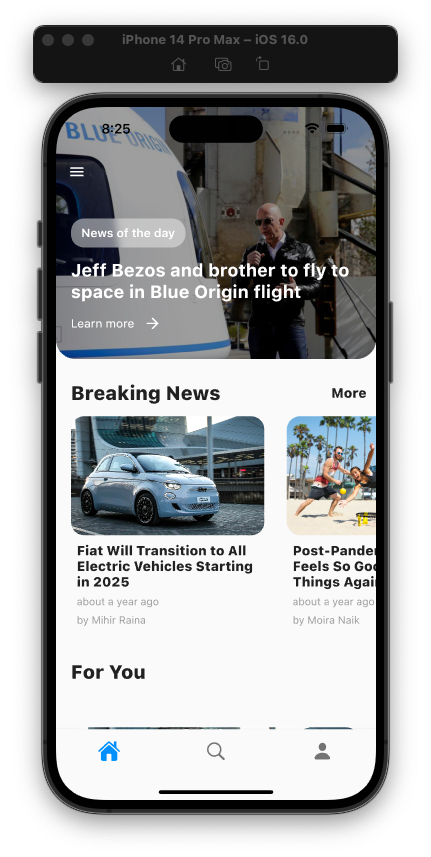 iPhone 14 Pro Max – iOS 16.0
BLUE ORIGIN
8:25
News of the day
Jeff Bezos and brother to fly to
space in Blue Origin flight
Learn more
Breaking News
More
Fiat Will Transition to All
Electric Vehicles Starting
in 2025
about a year ago
by Mihir Raina
Post-Pander
Feels So Goo
Things Again
about a year ago
by Moira Naik
For You